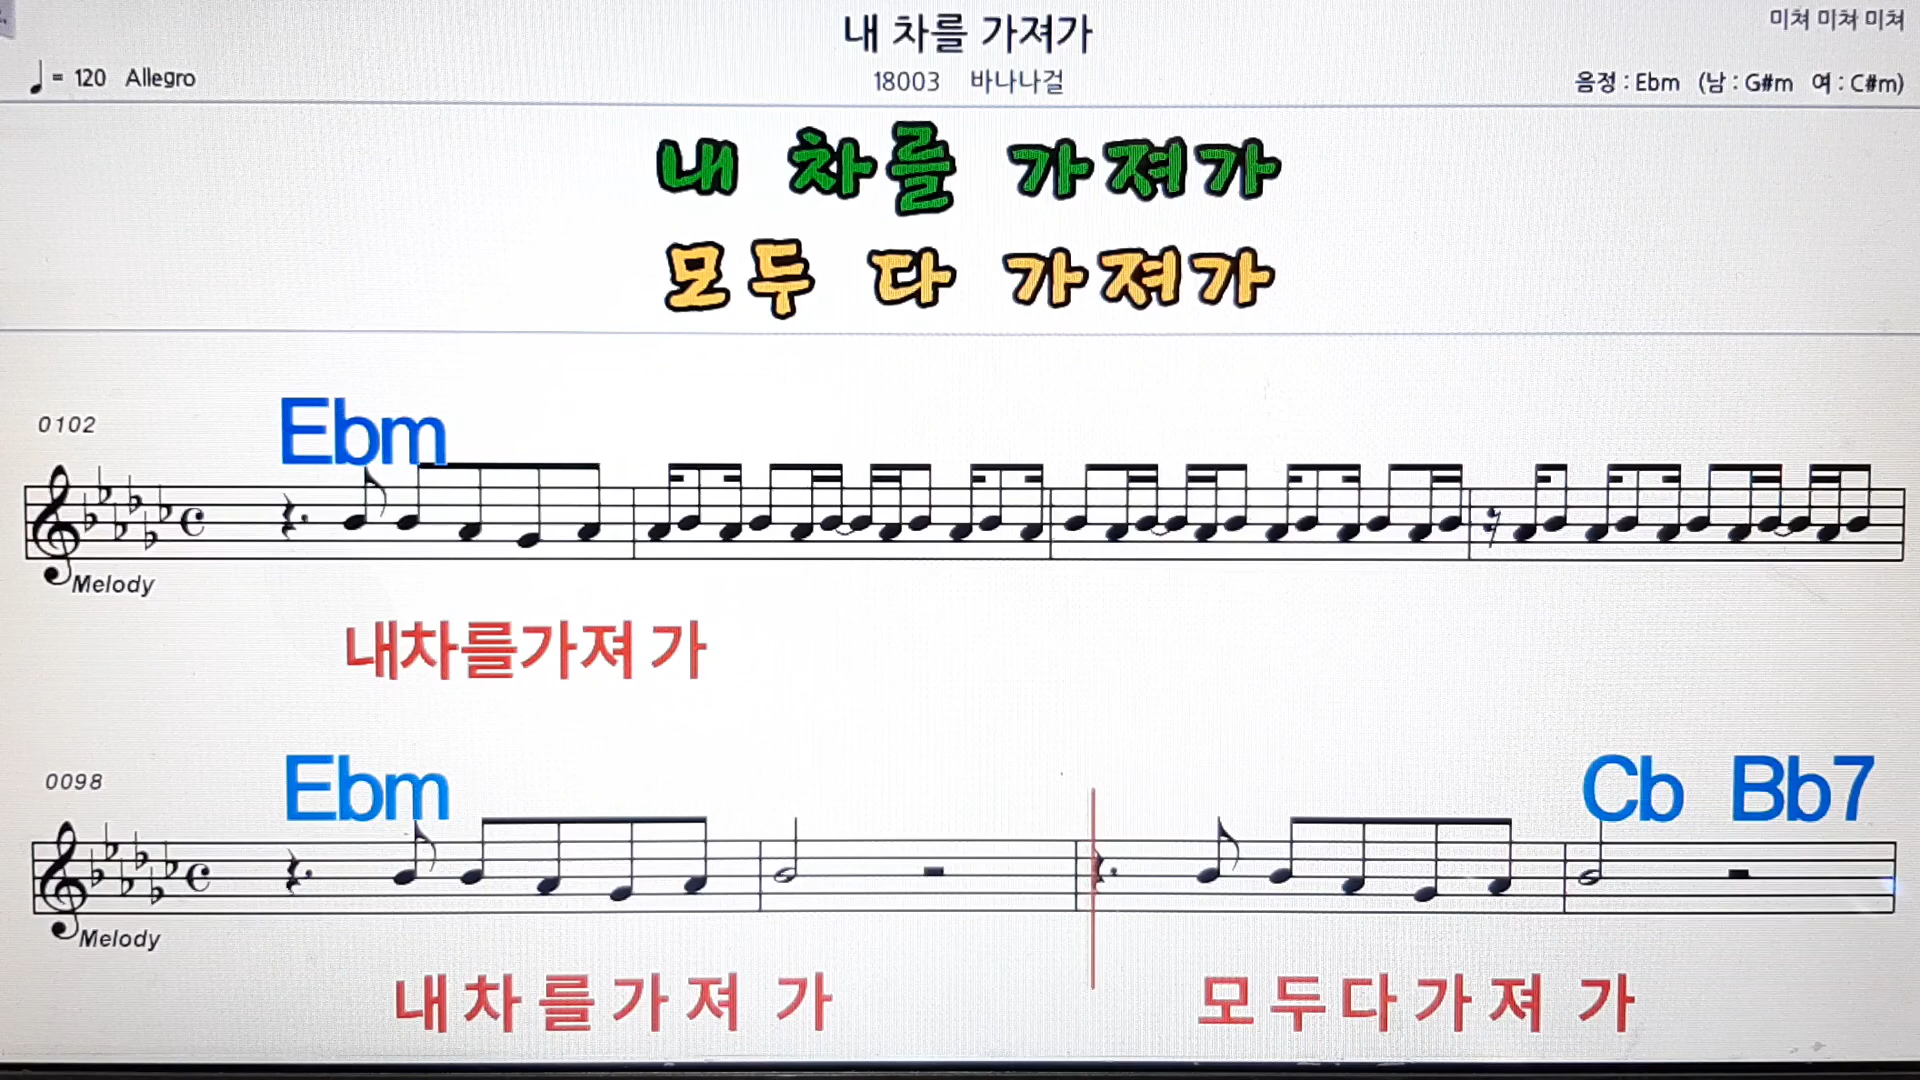 내 차를 가져가
미쳐 미쳐 미쳐
♩ = 120 Allegro
18003 바나나걸
음정 : Ebm (남 : G#m 여 : C#m)
내 차를 가져가
모두 다 가져가
0102
Ebm
Melody
내차를가져 가
0098
Ebm Cb Bb7
Melody
내차를가져 가 모두다가져 가